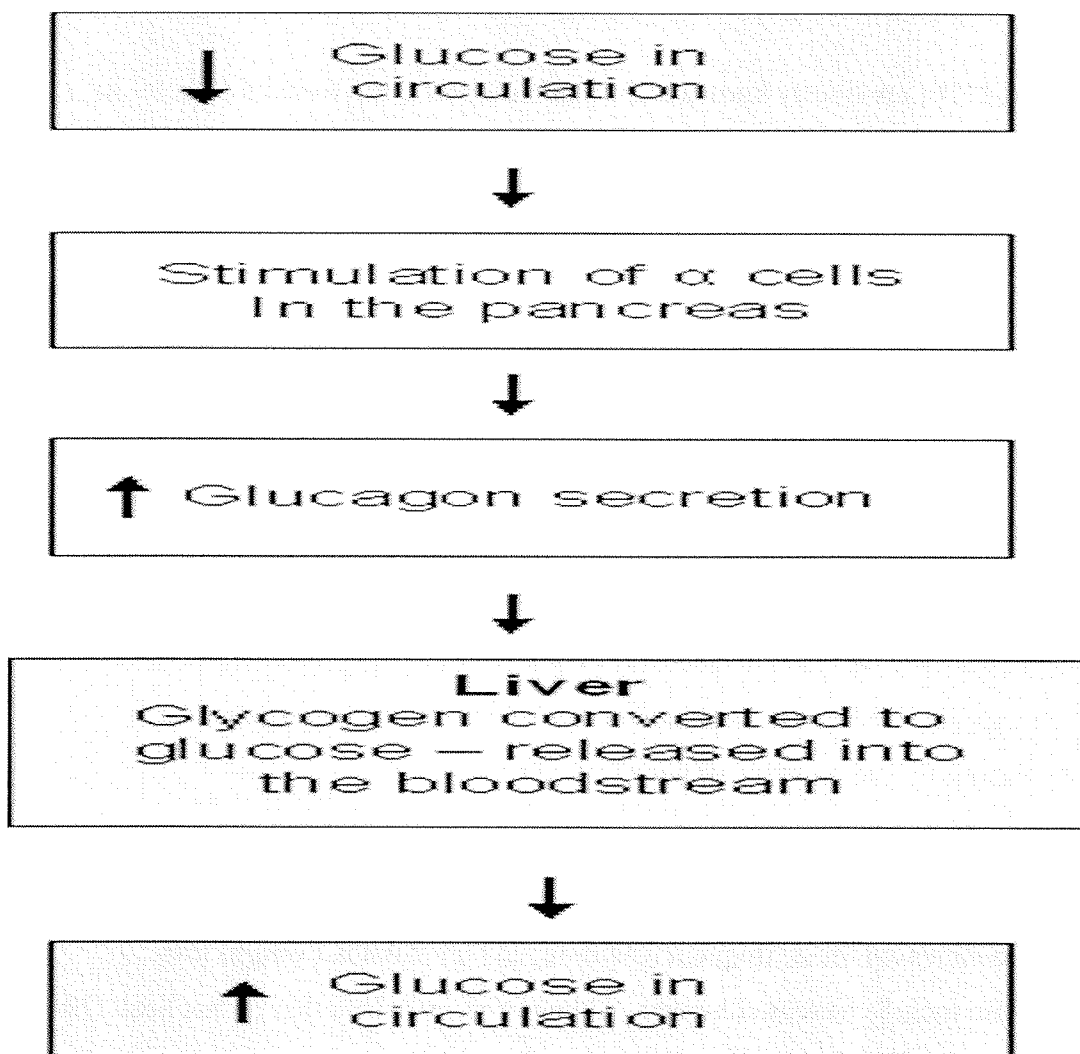 ↓ Glucose in
circulation
↓
Stimulation of α cells
In the pancreas
↓
↑ Glucagon secretion
↓
Liver
Glycogen converted to
glucose – released into
the bloodstream
↓
↑ Glucose in
circulation